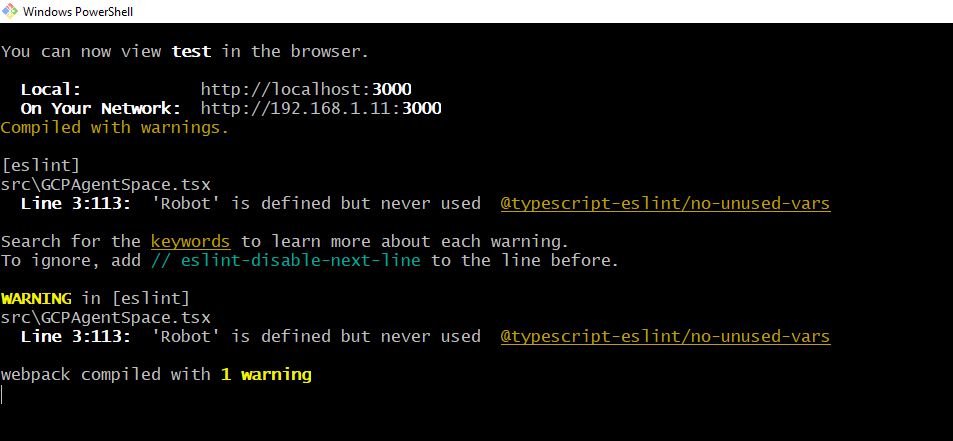 Windows PowerShell
You can now view test in the browser.
Local: http://localhost:3000
On Your Network: http://192.168.1.11:3000
Compiled with warnings.
[eslint]
src\GCPAgentSpace.tsx
Line 3:113: 'Robot' is defined but never used @typescript-eslint/no-unused-vars
Search for the keywords to learn more about each warning.
To ignore, add // eslint-disable-next-line to the line before.
WARNING in [eslint]
src\GCPAgentSpace.tsx
Line 3:113: 'Robot' is defined but never used @typescript-eslint/no-unused-vars
webpack compiled with 1 warning